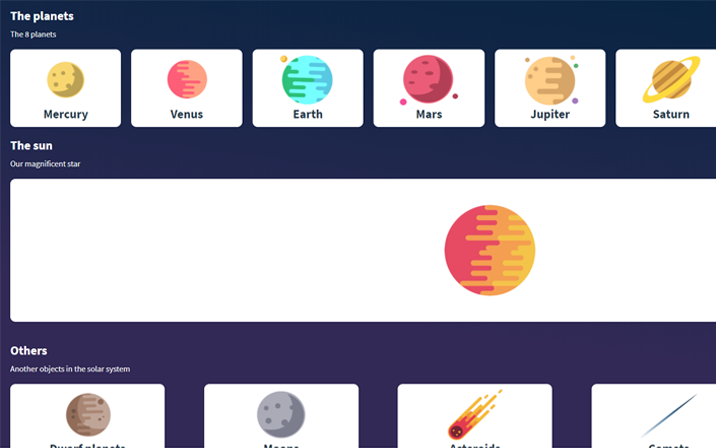 The planets
The 8 planets
Mercury
Venus
Earth
Mars
Jupiter
Saturn
The sun
Our magnificent star
Others
Another objects in the solar system
Dwarf planets
Moons
Asteroids
Comets